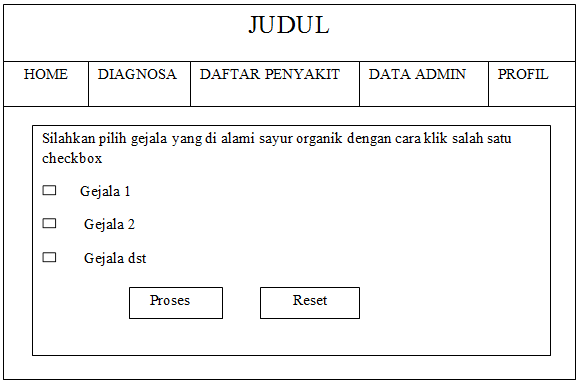 JUDUL
HOME DIAGNOSA DAFTAR PENYAKIT DATA ADMIN PROFIL
Silahkan pilih gejala yang di alami sayur organik dengan cara klik salah satu
checkbox
Gejala 1
Gejala 2
Gejala dst
Proses Reset